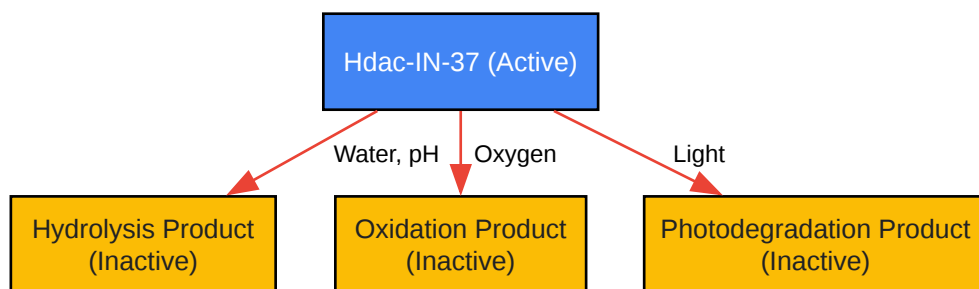 Hdac-IN-37 (Active)
Water, pH
Oxygen
Light
Hydrolysis Product
(Inactive)
Oxidation Product
(Inactive)
Photodegradation Product
(Inactive)